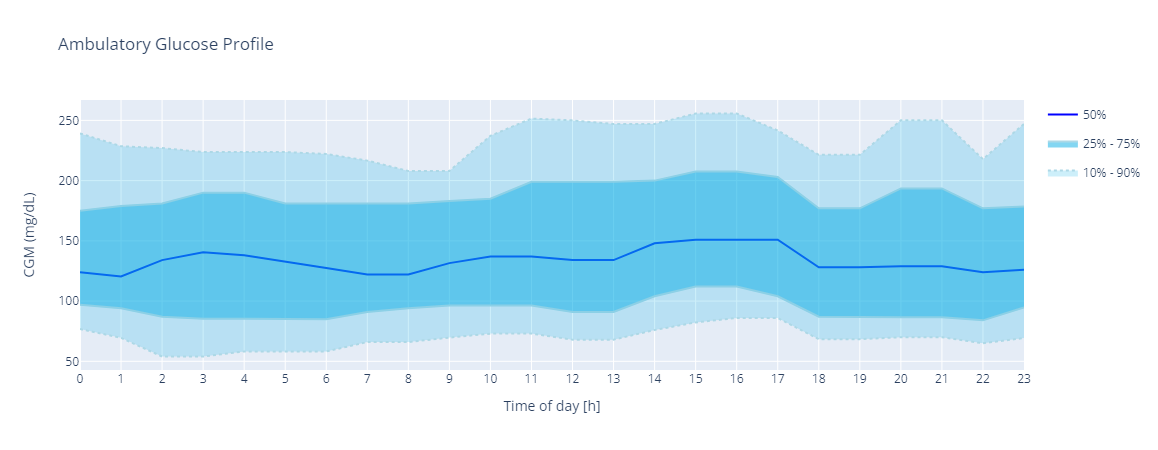 Ambulatory Glucose Profile
CGM (mg/dL)
250
200
150
100
50
0 1 2 3 4 5 6 7 8 9 10 11 12 13 14 15 16 17 18 19 20 21 22 23
Time of day [h]
50%
25% - 75%
10% - 90%